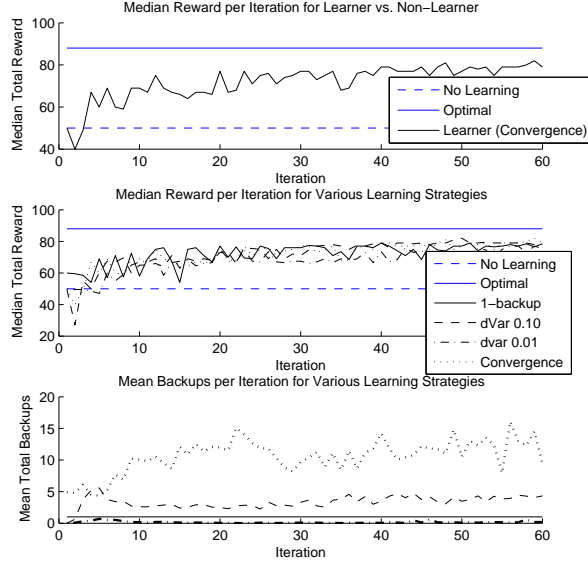 Median Reward per Iteration for Learner vs. Non−Learner
100
80
60
40
0
10
20
30
40
50
60
Median Total Reward
Iteration
No Learning
Optimal
Learner (Convergence)
Median Reward per Iteration for Various Learning Strategies
100
80
60
40
20
0
10
20
30
40
50
60
Median Total Reward
Iteration
No Learning
Optimal
1−backup
dVar 0.10
dvar 0.01
Convergence
Mean Backups per Iteration for Various Learning Strategies
20
15
10
5
0
0
10
20
30
40
50
60
Mean Total Backups
Iteration